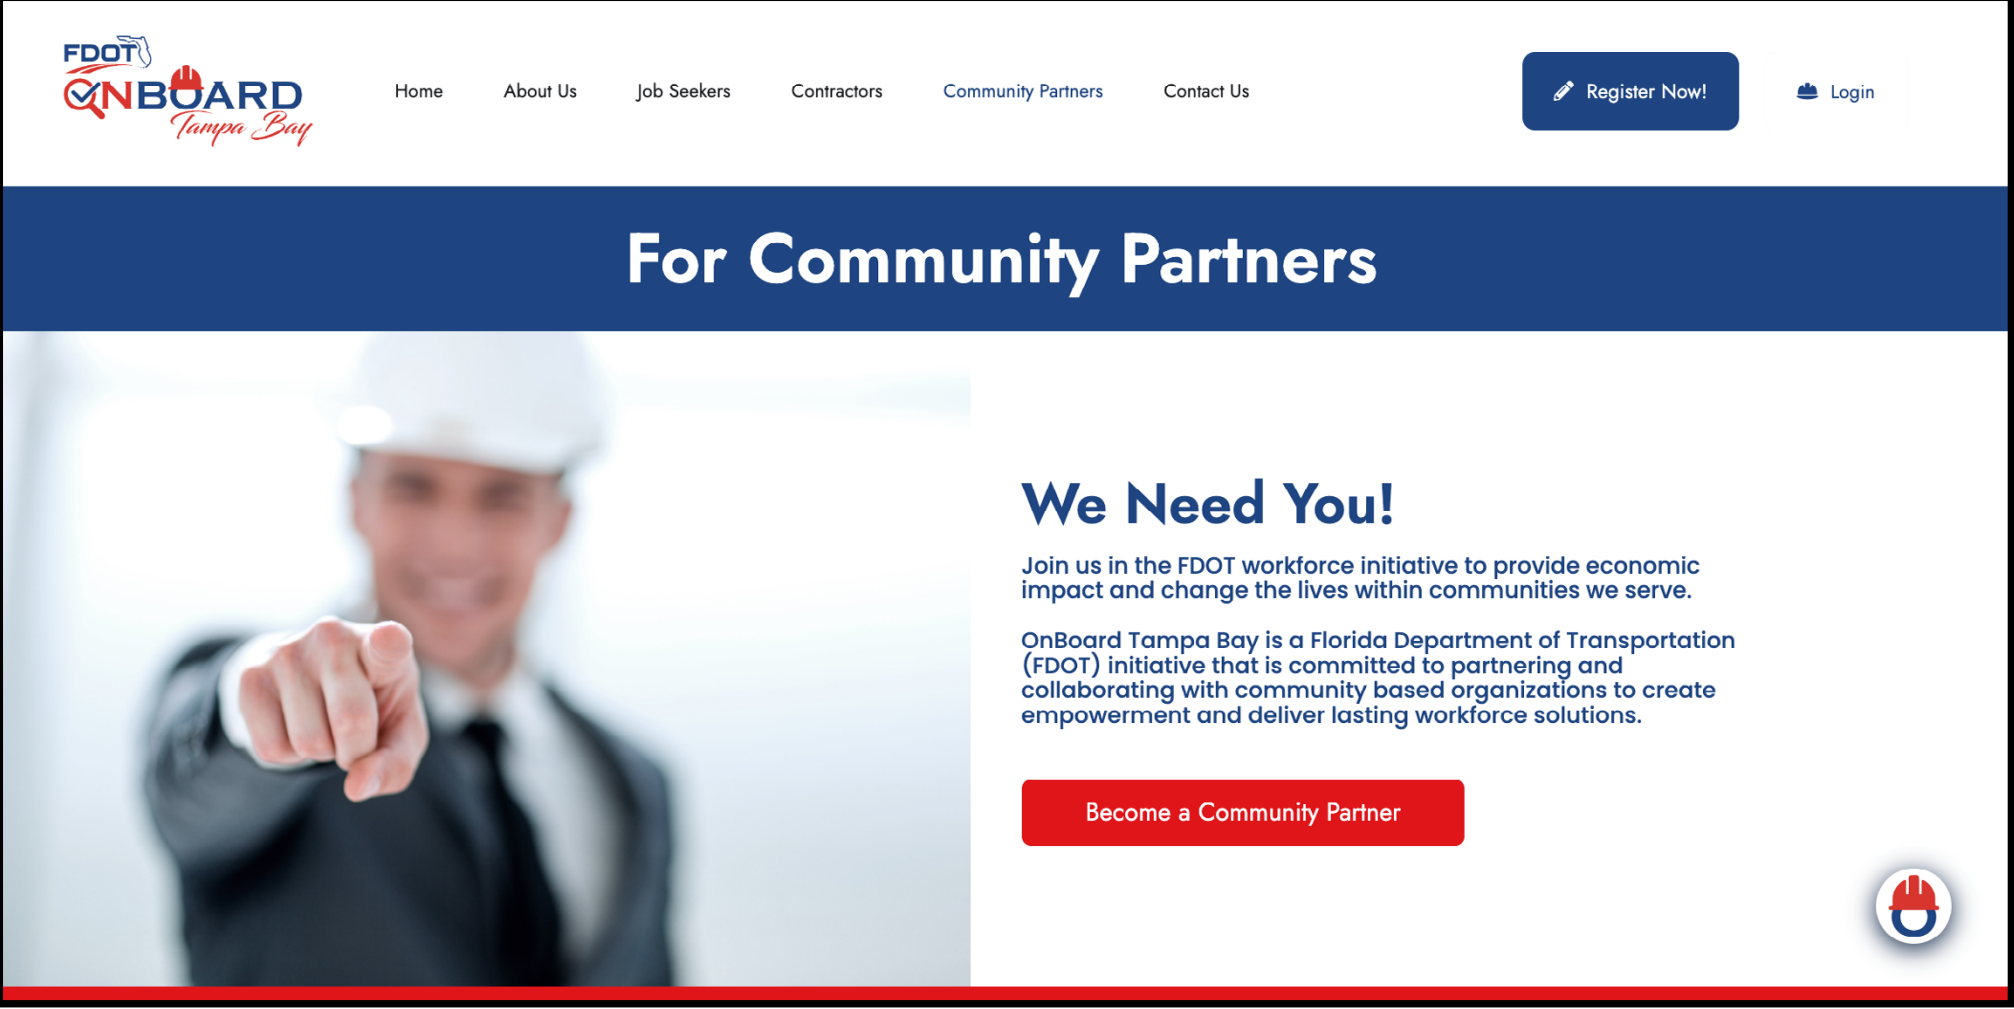 FDOT
ONBOARD
Tampa Bay
Home
About Us
Job Seekers
Contractors
Community Partners
Contact Us
Register Now!
Login
For Community Partners
We Need You!
Join us in the FDOT workforce initiative to provide economic
impact and change the lives within communities we serve.
OnBoard Tampa Bay is a Florida Department of Transportation
(FDOT) initiative that is committed to partnering and
collaborating with community based organizations to create
empowerment and deliver lasting workforce solutions.
Become a Community Partner